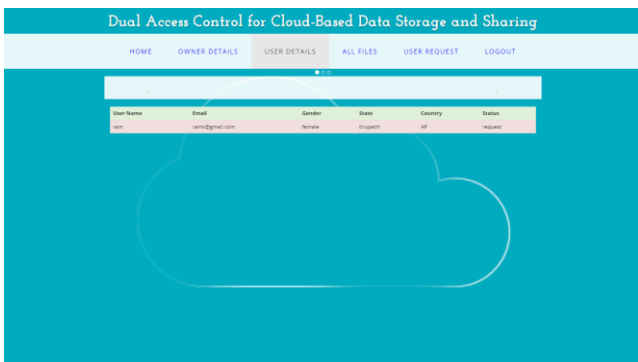 Dual Access Control for Cloud-Based Data Storage and Sharing
HOME OWNER DETAILS USER DETAILS ALL FILES USER REQUEST LOGOUT
User Name Email Gender State Country Status
ram ramk@gmail.com female tirupathi AP request